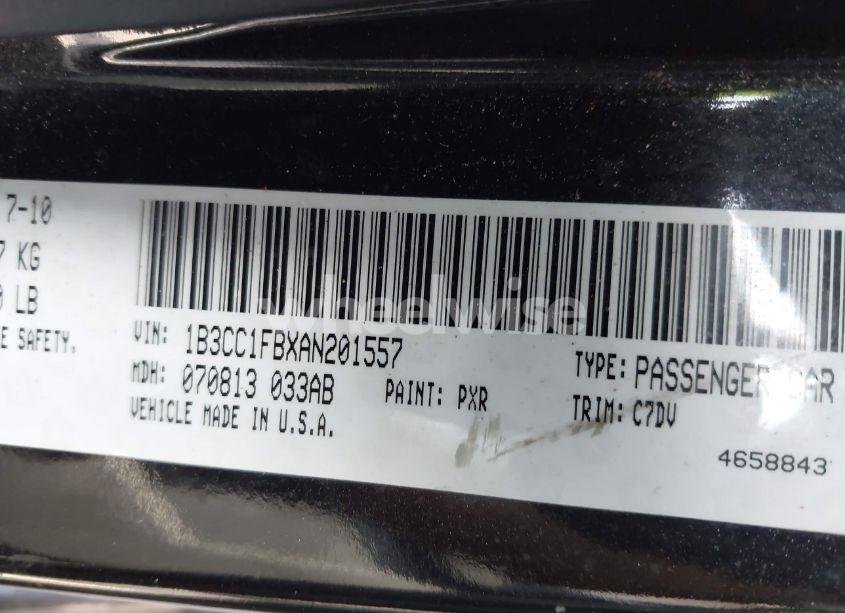 7-10
7 KG
0 LB
E SAFETY,
VIN: 1B3CC1FBXAN201557
MDH: 070813 033AB
PAINT: PXR
VEHICLE MADE IN U.S.A.
TYPE: PASSENGER CAR
TRIM: C7DV
4658843
wheelwise